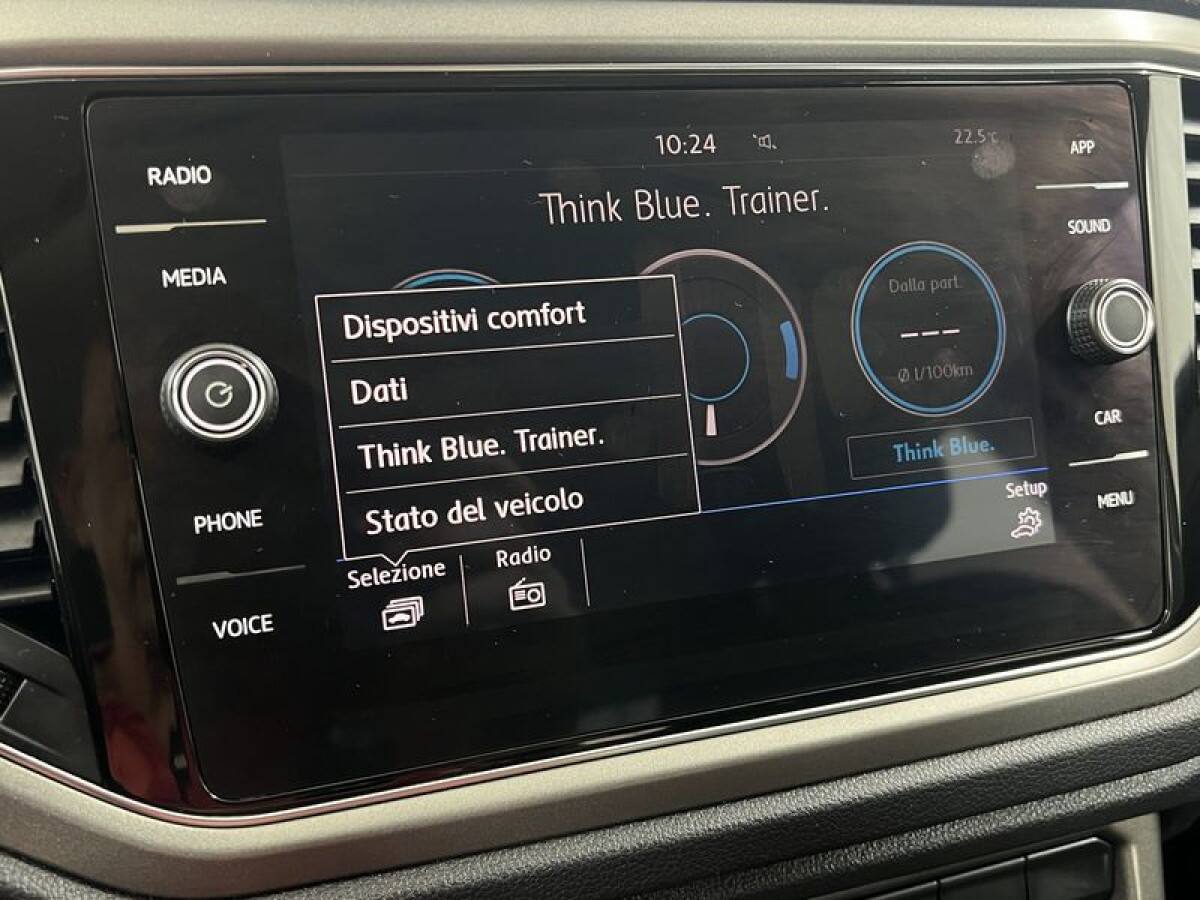 RADIO
MEDIA
PHONE
VOICE
10:24
22.5°C
Think Blue. Trainer.
Dispositivi comfort
Dati
Think Blue. Trainer.
Stato del veicolo
Dalla part.
---
Ø l/100km
Think Blue.
Selezione
Radio
Setup
APP
SOUND
CAR
MENU